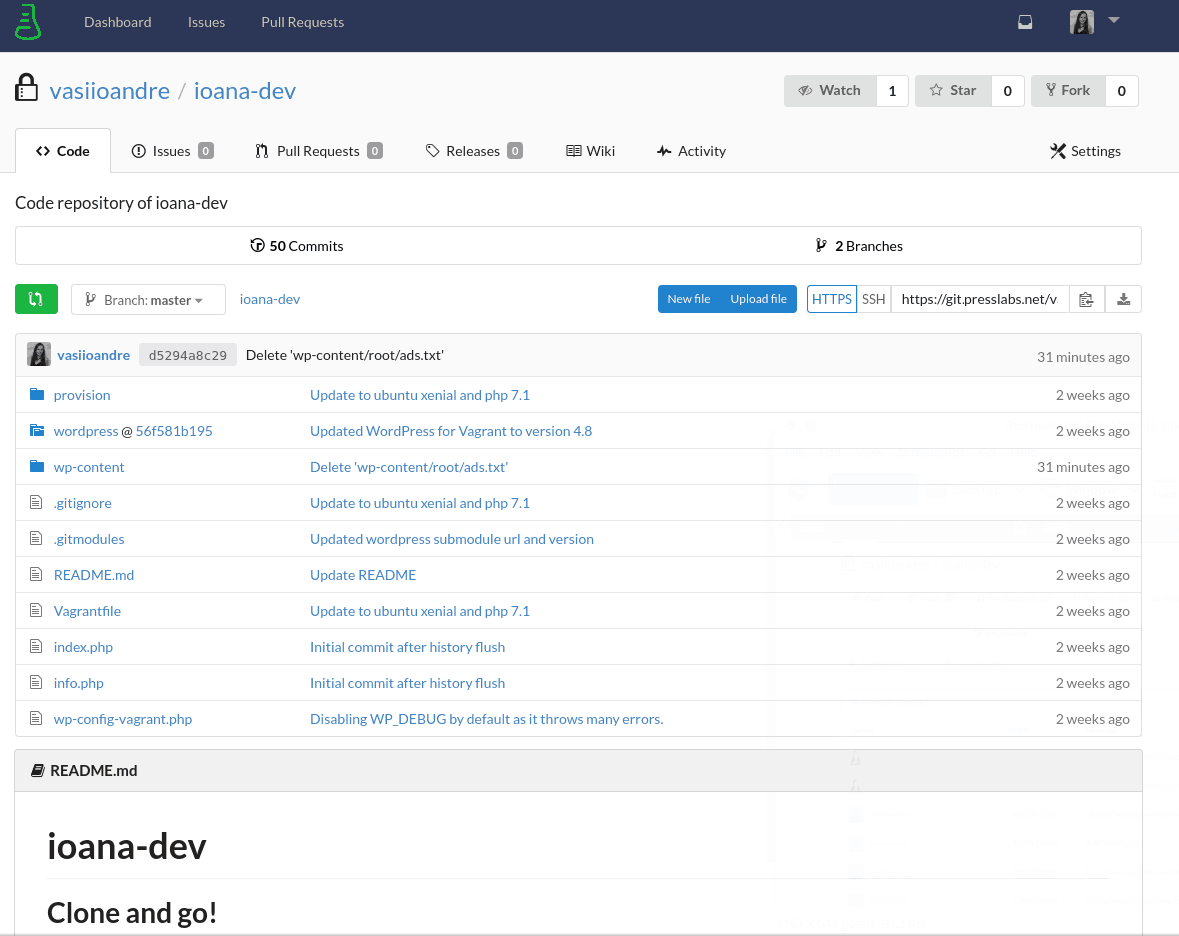 Dashboard Issues Pull Requests
vasiioandre / ioana-dev Watch 1 Star 0 Fork 0
Code Issues 0 Pull Requests 0 Releases 0 Wiki Activity Settings
Code repository of ioana-dev
50 Commits 2 Branches
Branch: master ioana-dev New file Upload file HTTPS SSH https://git.presslabs.net/v
vasiioandre d5294a8c29 Delete 'wp-content/root/ads.txt' 31 minutes ago
provision Update to ubuntu xenial and php 7.1 2 weeks ago
wordpress @ 56f581b195 Updated WordPress for Vagrant to version 4.8 2 weeks ago
wp-content Delete 'wp-content/root/ads.txt' 31 minutes ago
.gitignore Update to ubuntu xenial and php 7.1 2 weeks ago
.gitmodules Updated wordpress submodule url and version 2 weeks ago
README.md Update README 2 weeks ago
Vagrantfile Update to ubuntu xenial and php 7.1 2 weeks ago
index.php Initial commit after history flush 2 weeks ago
info.php Initial commit after history flush 2 weeks ago
wp-config-vagrant.php Disabling WP_DEBUG by default as it throws many errors. 2 weeks ago
README.md
ioana-dev
Clone and go!